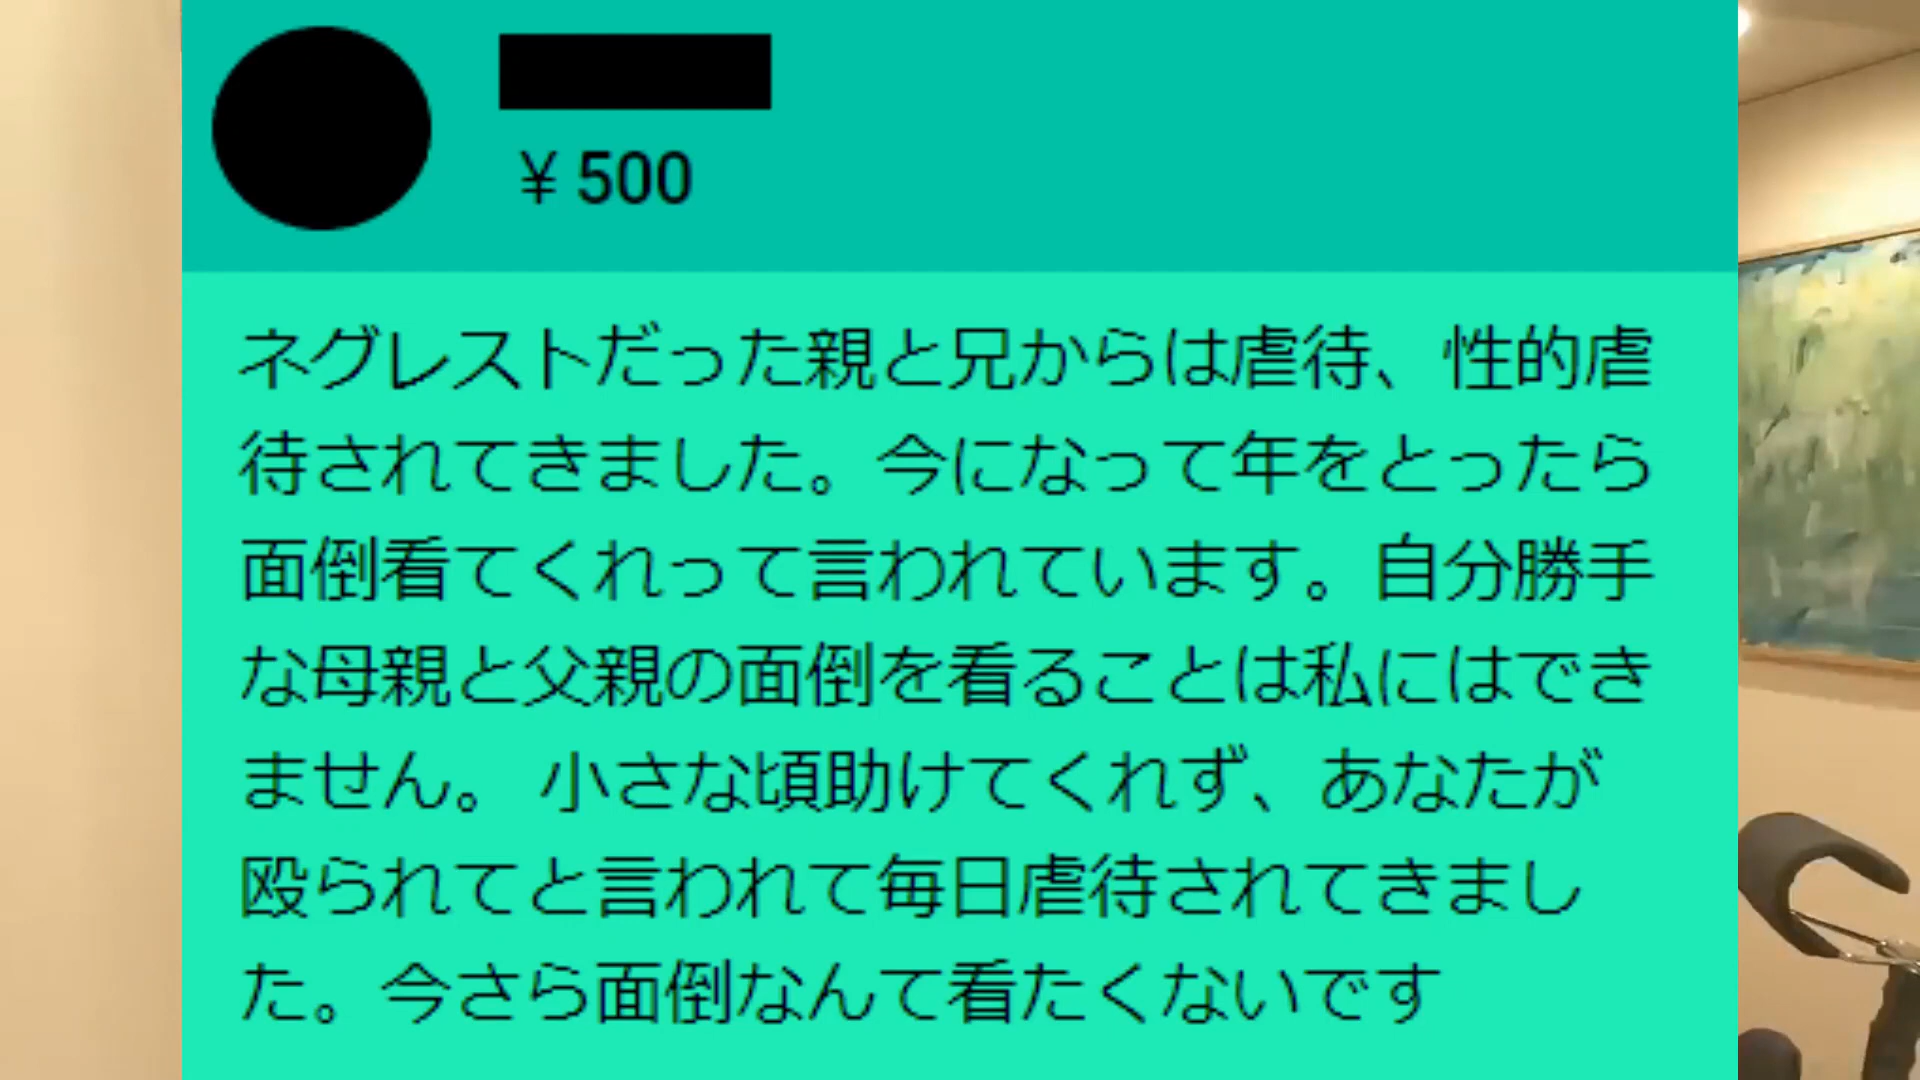 ¥ 500
ネグレストだった親と兄からは虐待、性的虐
待されてきました。今になって年をとったら
面倒看てくれって言われています。自分勝手
な母親と父親の面倒を看ることは私にはでき
ません。 小さな頃助けてくれず、あなたが
殴られてと言われて毎日虐待されてきまし
た。今さら面倒なんて看たくないです